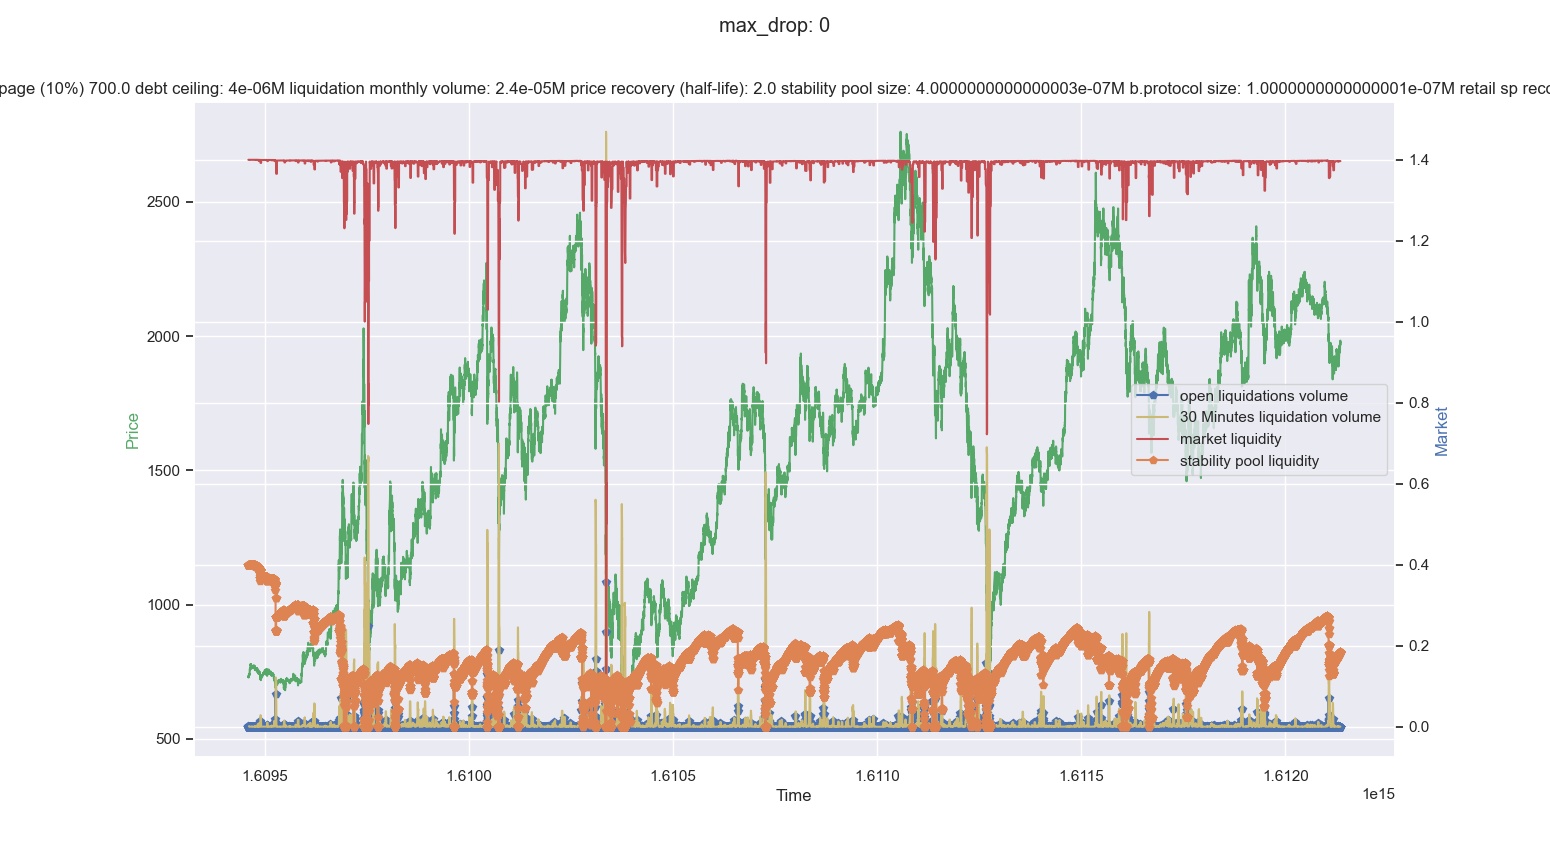 max_drop: 0
page (10%) 700.0 debt ceiling: 4e-06M liquidation monthly volume: 2.4e-05M price recovery (half-life): 2.0 stability pool size: 4.0000000000000003e-07M b.protocol size: 1.0000000000000001e-07M retail sp reco
2500
2000
1500
1000
500
Price
1.4
1.2
1.0
0.8
0.6
0.4
0.2
0.0
Market
open liquidations volume
30 Minutes liquidation volume
market liquidity
stability pool liquidity
1.6095 1.6100 1.6105 1.6110 1.6115 1.6120
1e15
Time